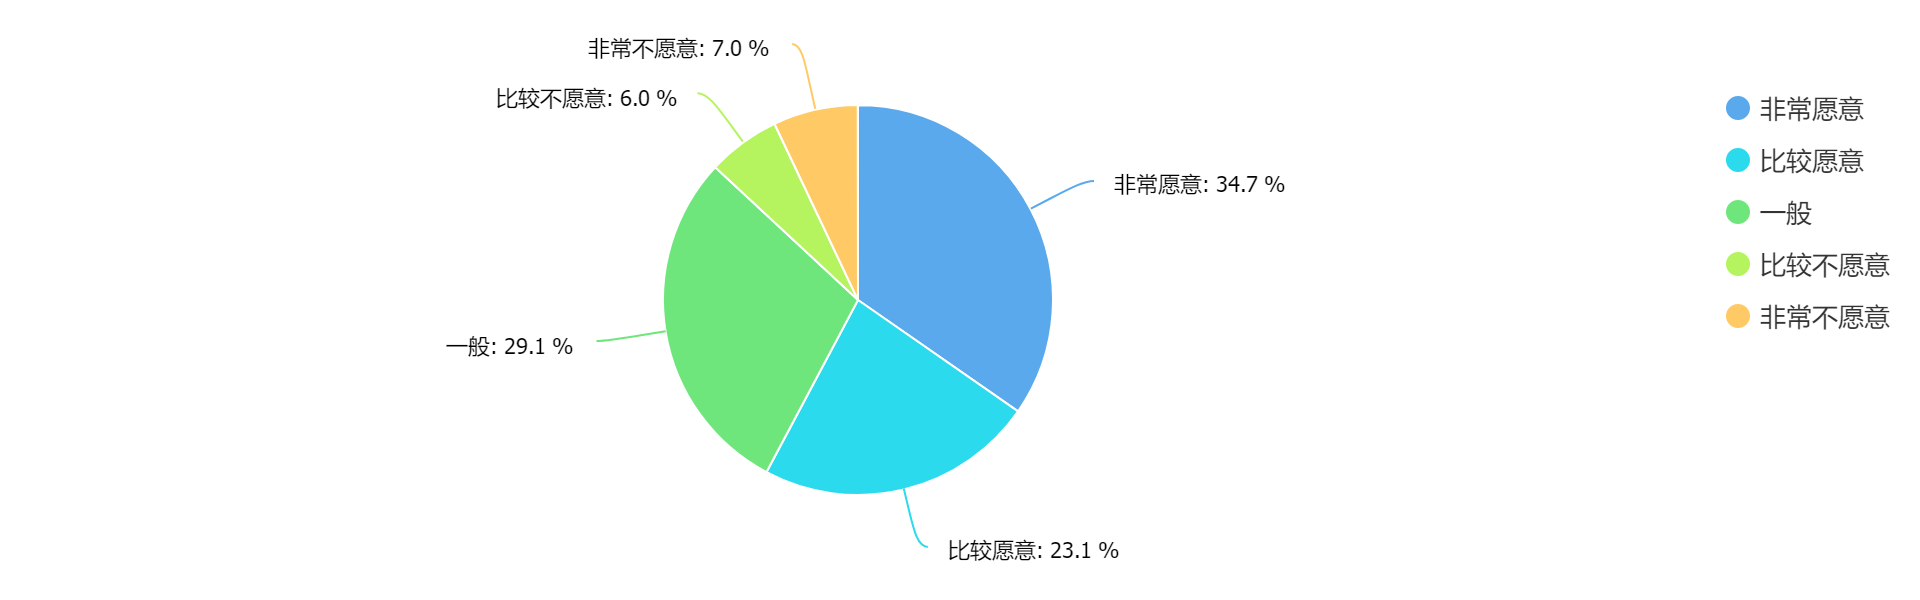 非常不愿意: 7.0 %
比较不愿意: 6.0 %
非常愿意: 34.7 %
一般: 29.1 %
比较愿意: 23.1 %
非常愿意
比较愿意
一般
比较不愿意
非常不愿意